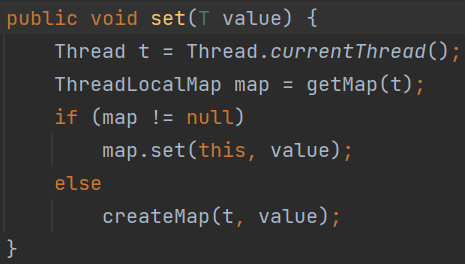 public void set(T value) {
    Thread t = Thread.currentThread();
    ThreadLocalMap map = getMap(t);
    if (map != null)
        map.set(this, value);
    else
        createMap(t, value);
}